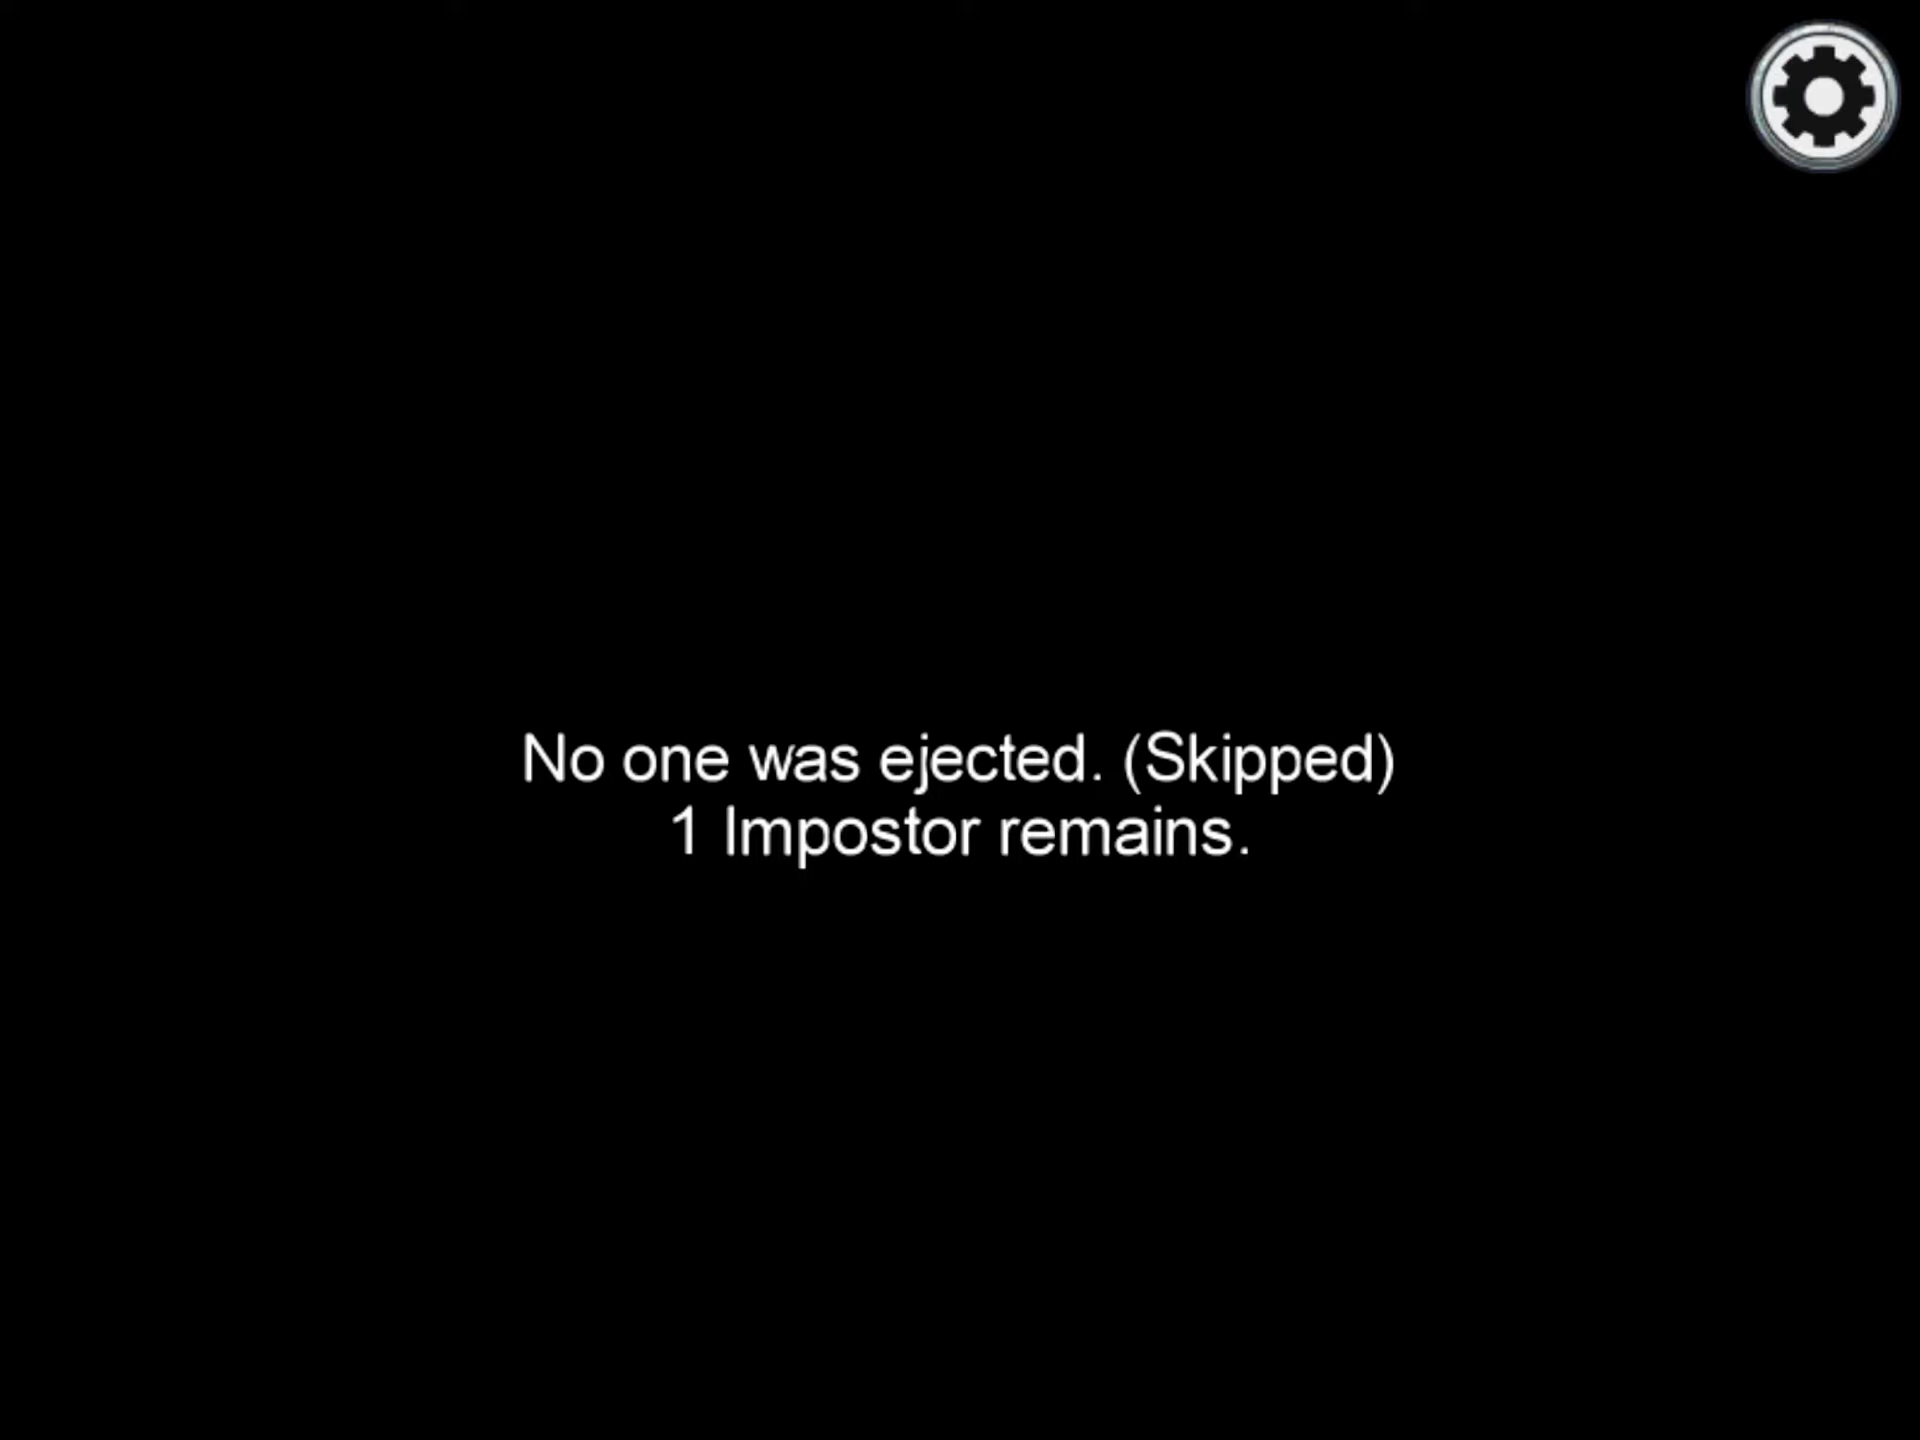 No one was ejected. (Skipped)
1 Impostor remains.